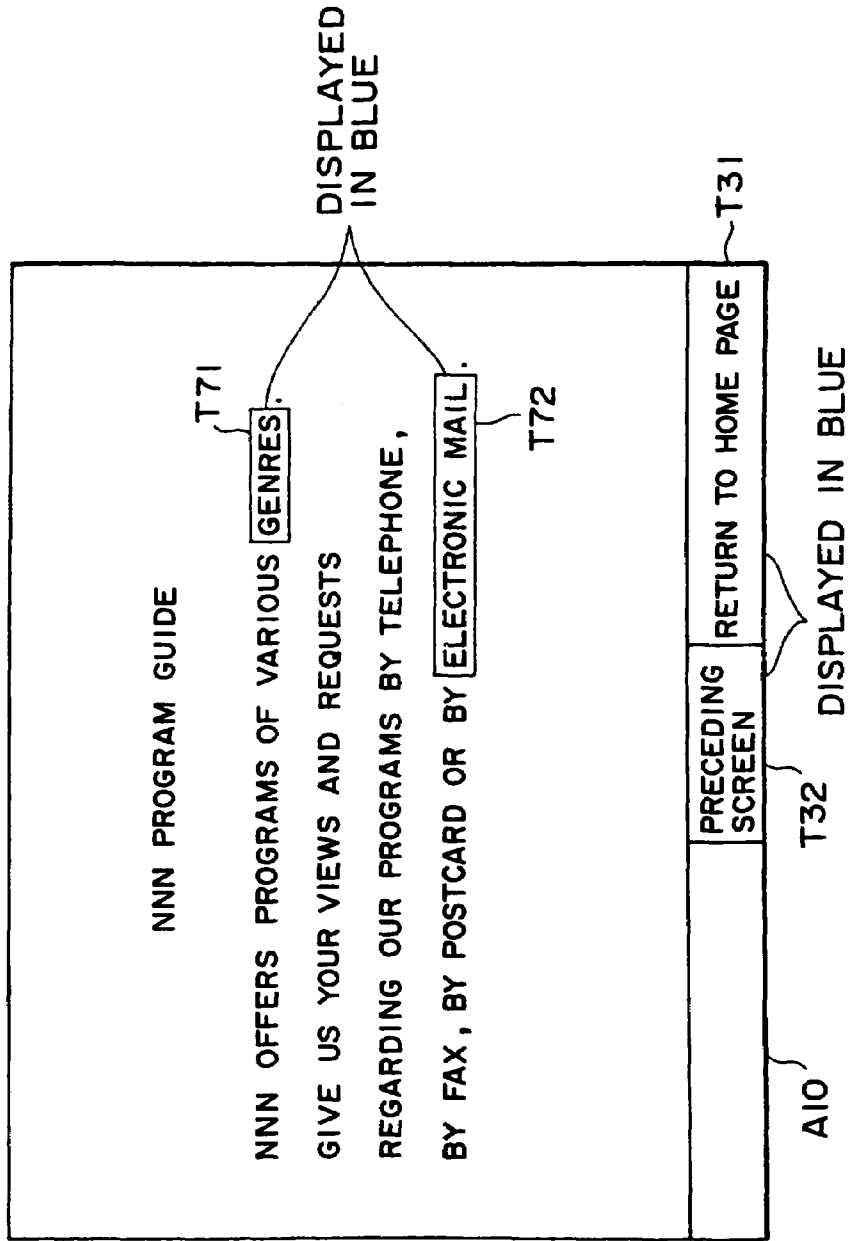 NNN PROGRAM GUIDE
T71
NNN OFFERS PROGRAMS OF VARIOUS GENRES.
GIVE US YOUR VIEWS AND REQUESTS
REGARDING OUR PROGRAMS BY TELEPHONE,
BY FAX, BY POSTCARD OR BY ELECTRONIC MAIL.
T72
DISPLAYED
IN BLUE
PRECEDING
SCREEN
RETURN TO HOME PAGE
T31
A10
T32
DISPLAYED IN BLUE